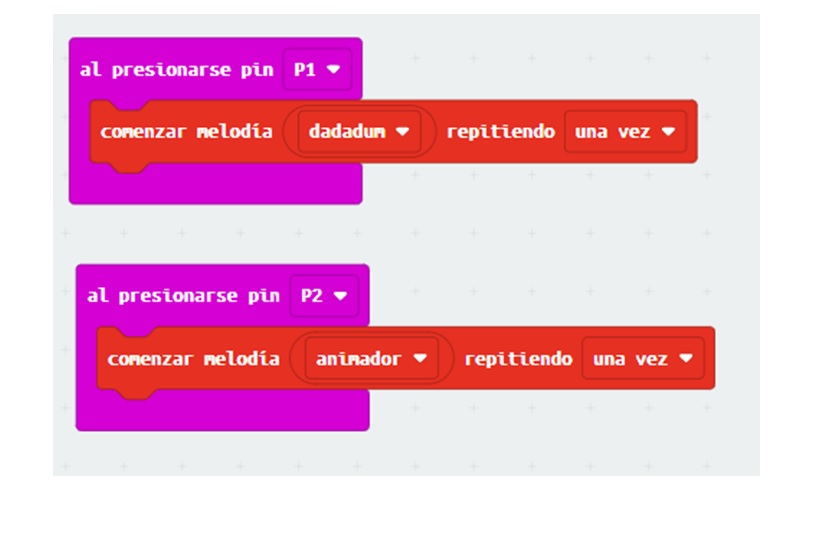 al presionarse pin P1
comenzar melodía dadadum repitiendo una vez
al presionarse pin P2
comenzar melodía animador repitiendo una vez